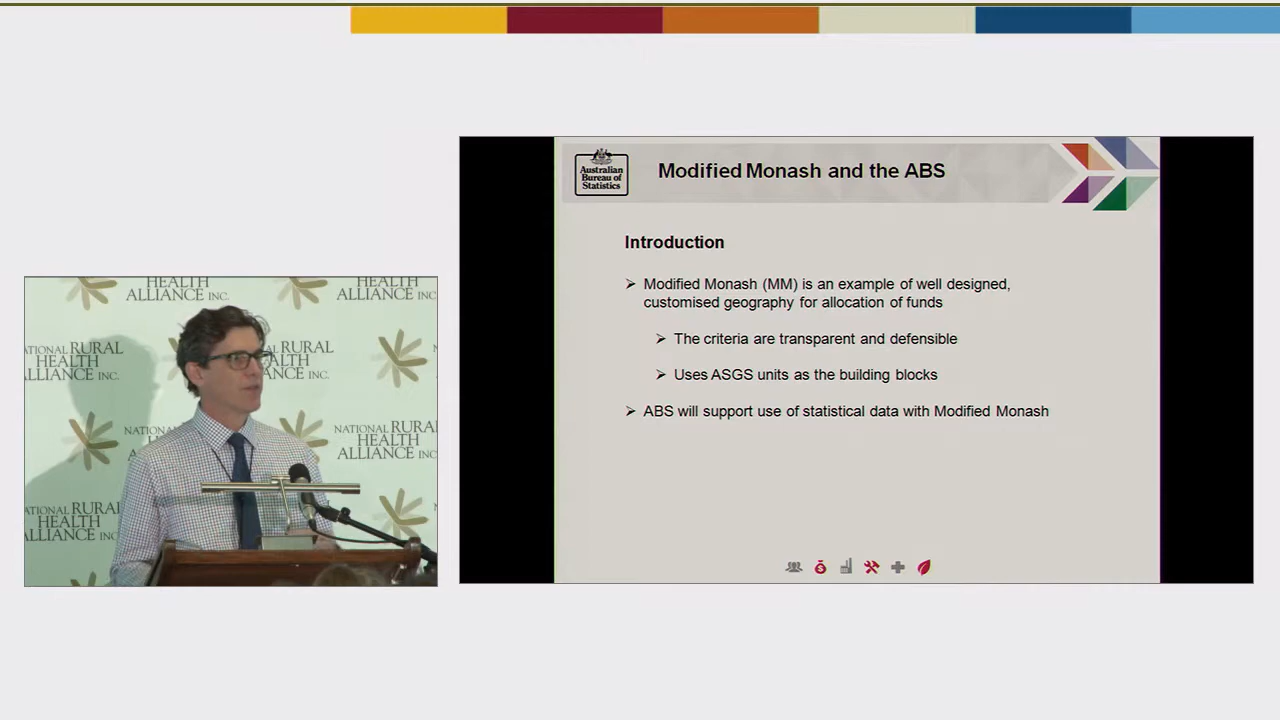 HEALTH
ALLIANCE INC.
HEALTH
ALLIANCE INC.
NATIONAL RURAL
HEALTH
ALLIANCE INC.
RURAL
HEALTH
ALLIANCE INC.
NATIONAL
HEALTH
ALLIANCE INC.
NATIONAL RURAL
HEALTH
ALLIANCE INC.
Australian
Bureau of
Statistics
Modified Monash and the ABS
Introduction
Modified Monash (MM) is an example of well designed,
customised geography for allocation of funds
The criteria are transparent and defensible
Uses ASGS units as the building blocks
ABS will support use of statistical data with Modified Monash